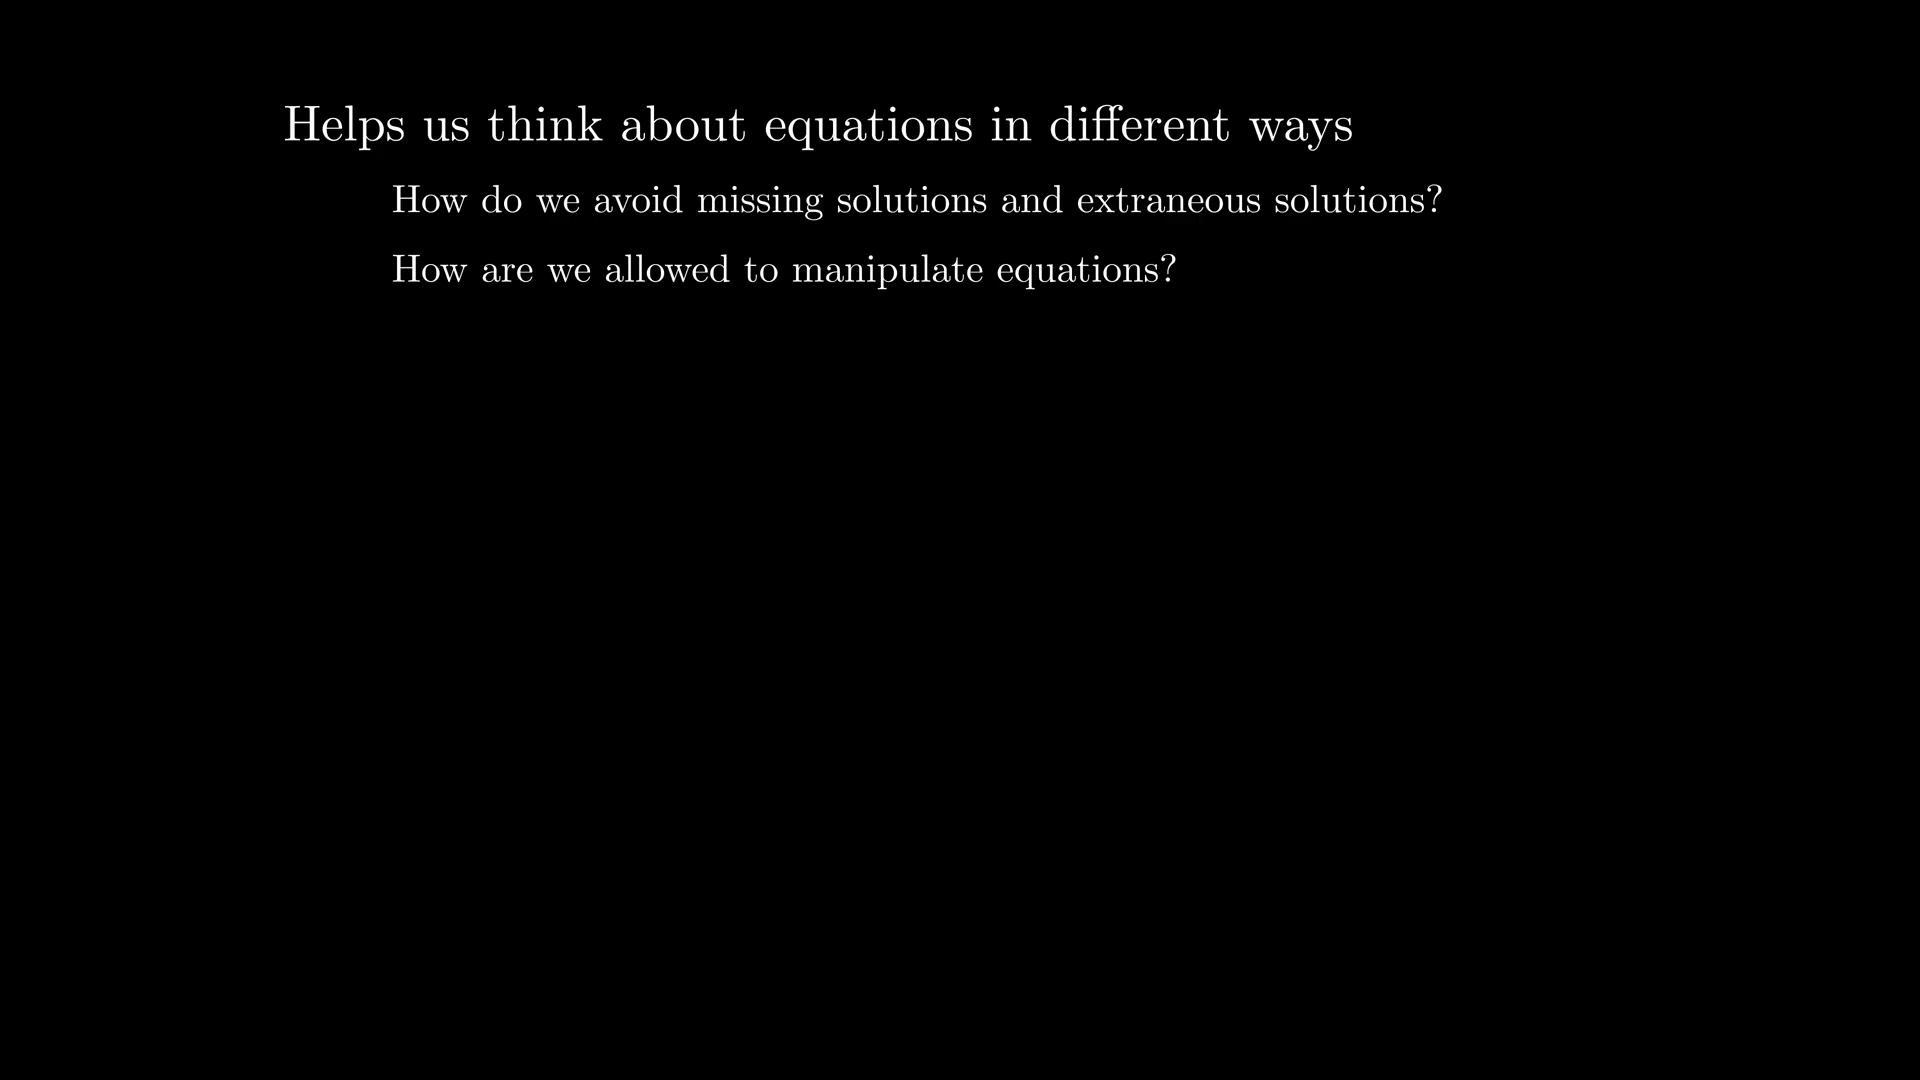 Helps us think about equations in different ways
How do we avoid missing solutions and extraneous solutions?
How are we allowed to manipulate equations?